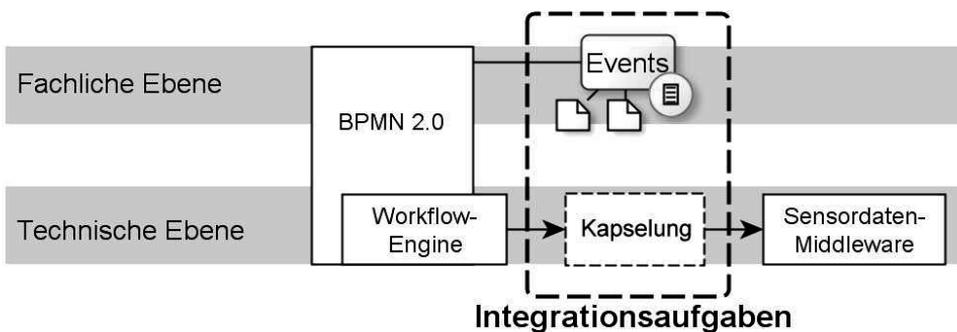 Fachliche Ebene
Events
BPMN 2.0
Technische Ebene
Workflow-
Engine
Kapselung
Sensordaten-
Middleware
Integrationsaufgaben